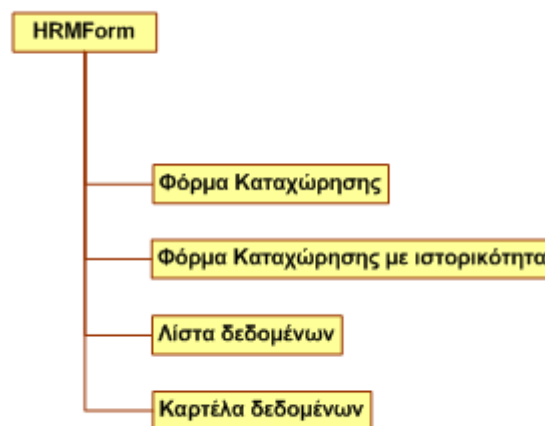 HRMForm
Φόρμα Καταχώρησης
Φόρμα Καταχώρησης με ιστορικότητα
Λίστα δεδομένων
Καρτέλα δεδομένων